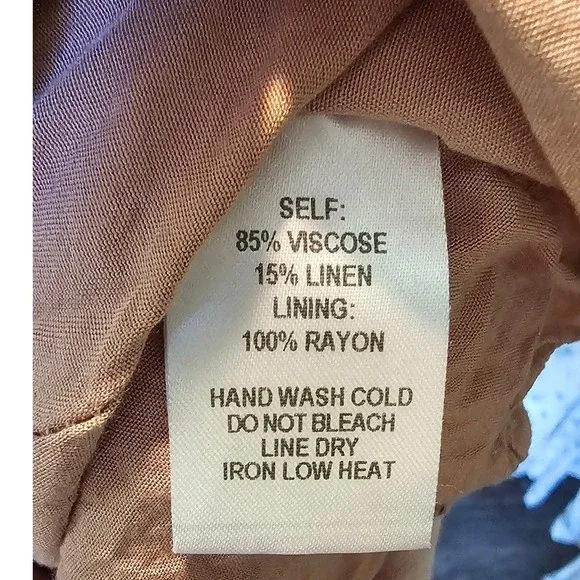 SELF:
85% VISCOSE
15% LINEN
LINING:
100% RAYON
HAND WASH COLD
DO NOT BLEACH
LINE DRY
IRON LOW HEAT